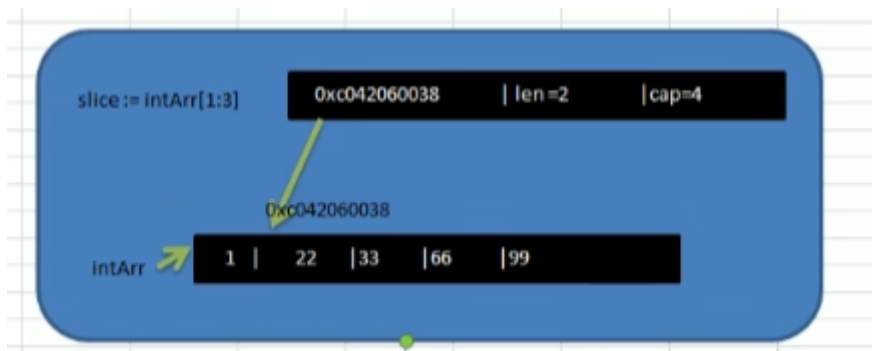 slice := intArr[1:3] 0xc042060038 | len =2 |cap=4
0xc042060038
intArr 1 | 22 |33 |66 |99